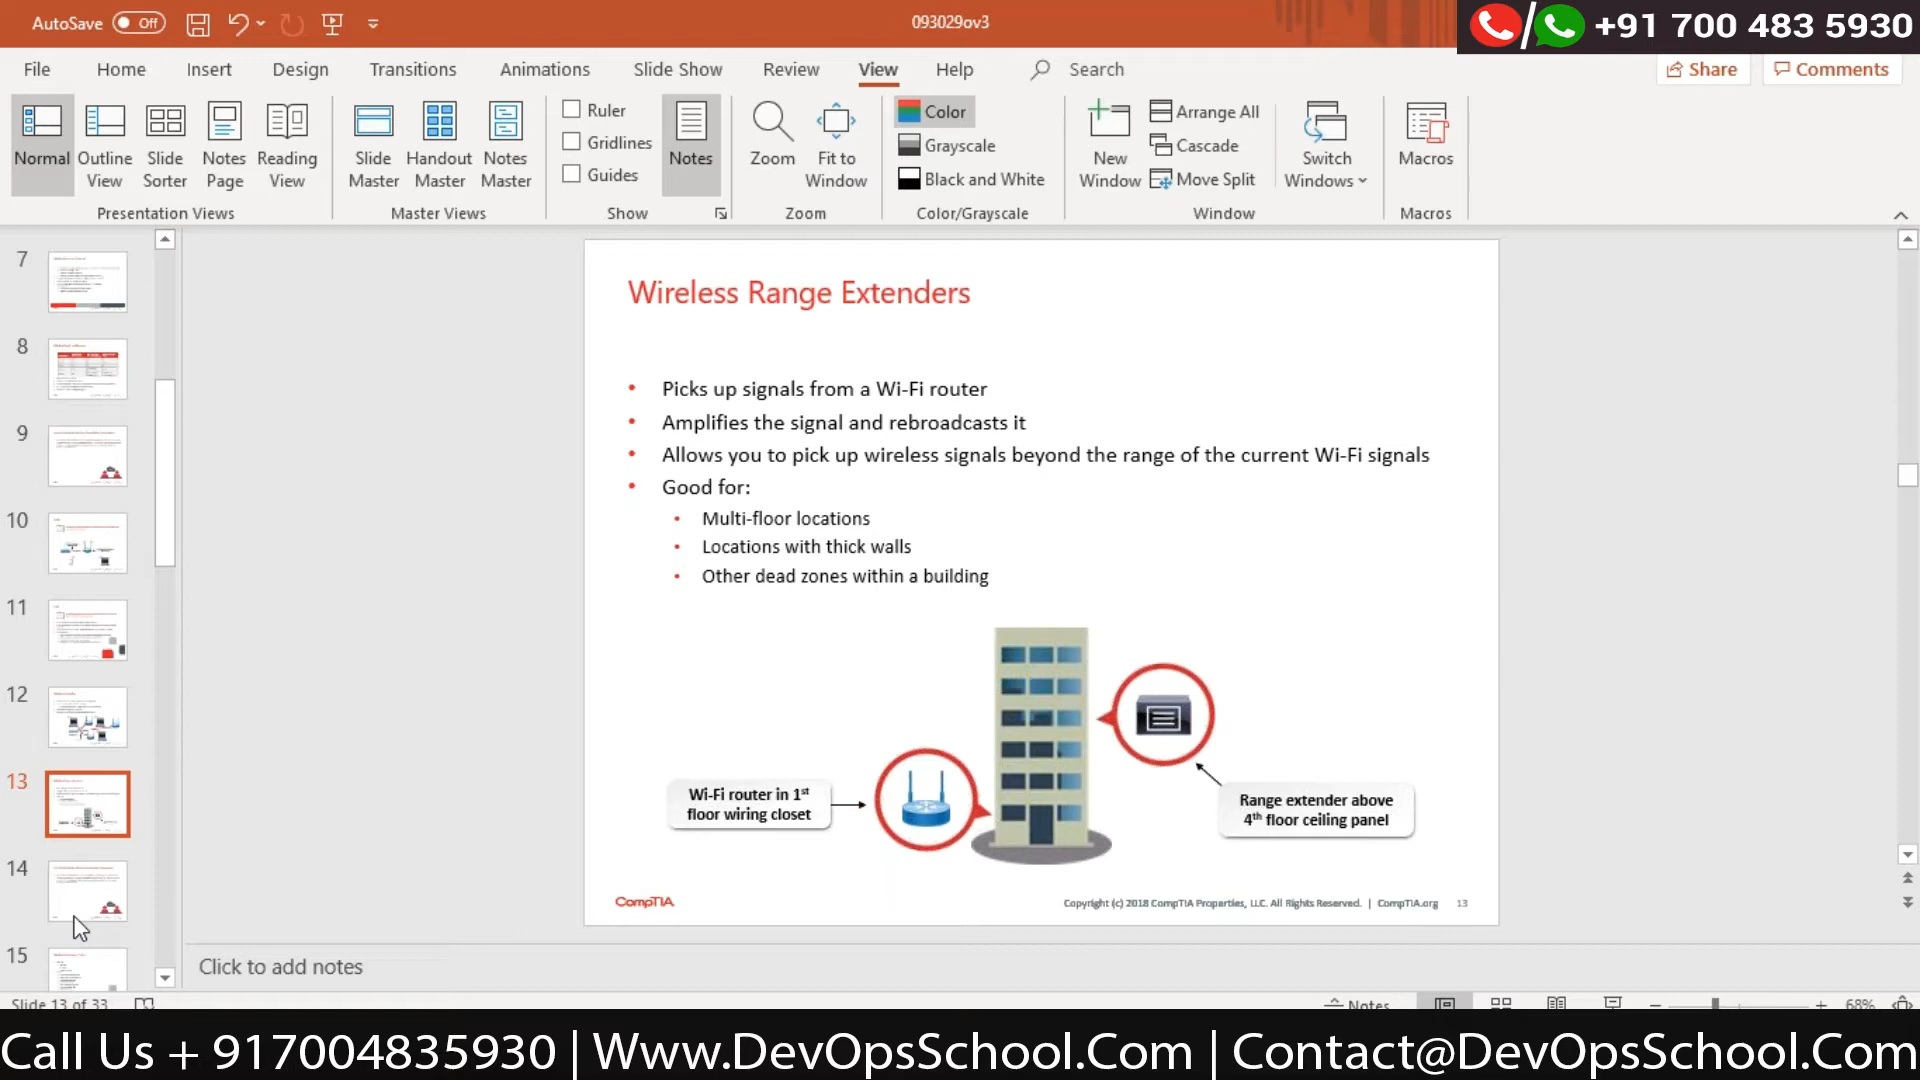 AutoSave Off
093029ov3
+91 700 483 5930
File Home Insert Design Transitions Animations Slide Show Review View Help Search
Share Comments
Normal
Outline View
Slide Sorter
Notes Page
Reading View
Presentation Views
Slide Master
Handout Master
Notes Master
Master Views
Ruler
Gridlines
Guides
Notes
Show
Zoom
Fit to Window
Zoom
Color
Grayscale
Black and White
Color/Grayscale
New Window
Arrange All
Cascade
Move Split
Switch Windows
Window
Macros
Macros
7
8
9
10
11
12
13
14
15
Wireless Range Extenders
• Picks up signals from a Wi-Fi router
• Amplifies the signal and rebroadcasts it
• Allows you to pick up wireless signals beyond the range of the current Wi-Fi signals
• Good for:
• Multi-floor locations
• Locations with thick walls
• Other dead zones within a building
Wi-Fi router in 1st
floor wiring closet
Range extender above
4th floor ceiling panel
CompTIA
Copyright (c) 2018 CompTIA Properties, LLC. All Rights Reserved. | CompTIA.org 13
Click to add notes
Slide 13 of 33
Notes
68%
Call Us + 917004835930 | Www.DevOpsSchool.Com | Contact@DevOpsSchool.Com